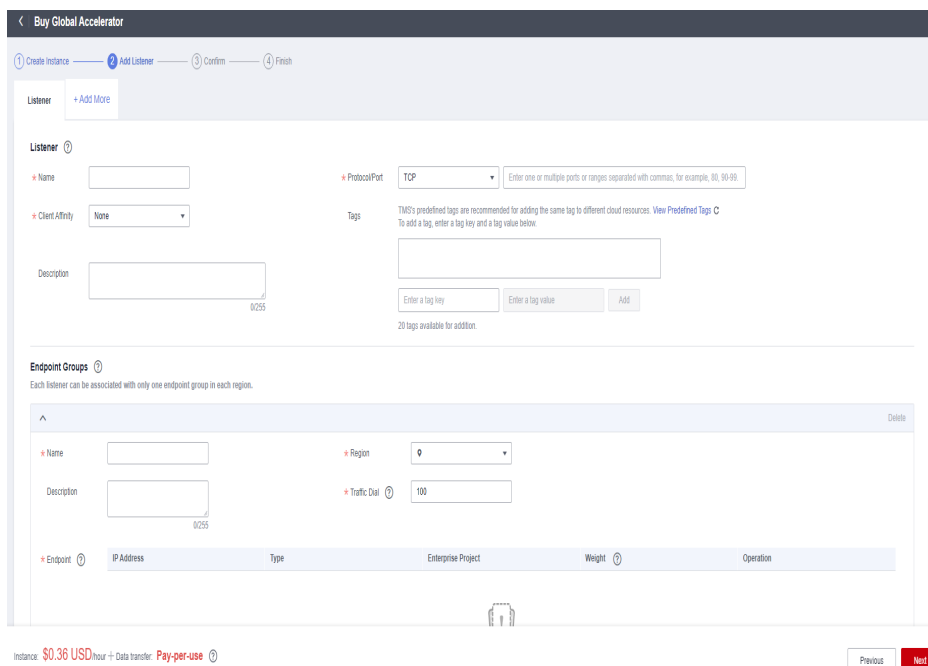 Buy Global Accelerator
1 Create Instance 2 Add Listener 3 Confirm 4 Finish
Listener + Add More
Listener ?
* Name * Protocol/Port TCP Enter one or multiple ports or ranges separated with commas, for example, 80, 90-99.
* Client Affinity None Tags TMS's predefined tags are recommended for adding the same tag to different cloud resources. View Predefined Tags
To add a tag, enter a tag key and a tag value below.
Description
0/255
Enter a tag key Enter a tag value Add
20 tags available for addition.
Endpoint Groups ?
Each listener can be associated with only one endpoint group in each region.
Delete
* Name * Region
Description * Traffic Dial ? 100
0/255
* Endpoint ? IP Address Type Enterprise Project Weight ? Operation
Instance: $0.36 USD/hour + Data transfer: Pay-per-use ?
Previous Next